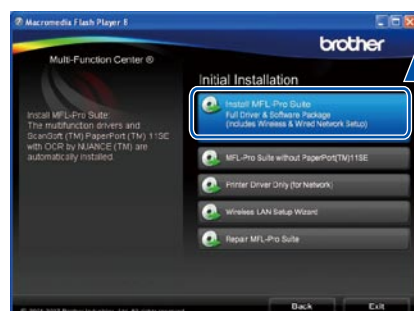 Macromedia Flash Player 8
brother
Multi-Function Center ®
Initial Installation
Install MFL-Pro Suite
Full Driver & Software Package
(Includes Wireless & Wired Network Setup)
Install MFL-Pro Suite:
The multifunction drivers and
ScanSoft (TM) PaperPort (TM) 11SE
with OCR by NUANCE (TM) are
automatically installed.
MFL-Pro Suite without PaperPort(TM)11SE
Printer Driver Only (for Network)
Wireless LAN Setup Wizard
Repair MFL-Pro Suite
Back
Exit